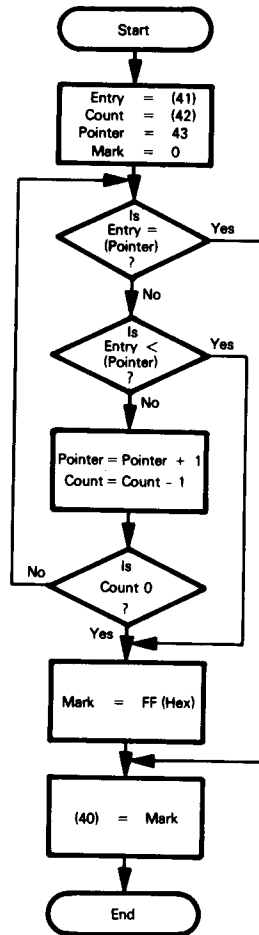 Start
Entry = (41)
Count = (42)
Pointer = 43
Mark = 0
Is
Entry =
(Pointer)
?
Yes
No
Is
Entry <
(Pointer)
?
Yes
No
Pointer = Pointer + 1
Count = Count - 1
Is
Count 0
?
No
Yes
Mark = FF (Hex)
(40) = Mark
End